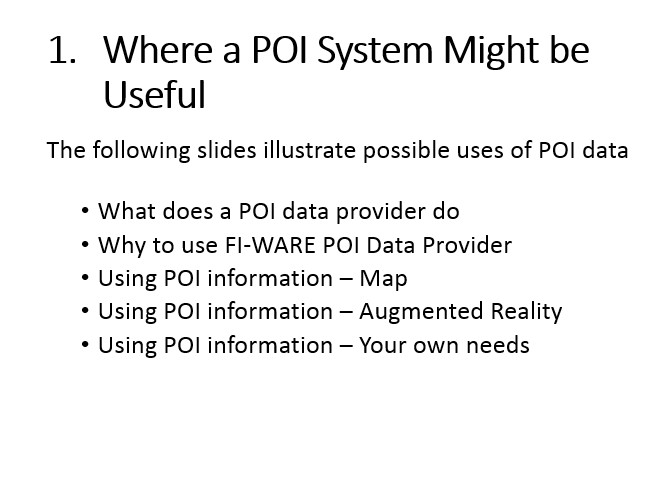 1. Where a POI System Might be
Useful
The following slides illustrate possible uses of POI data
• What does a POI data provider do
• Why to use FI-WARE POI Data Provider
• Using POI information – Map
• Using POI information – Augmented Reality
• Using POI information – Your own needs